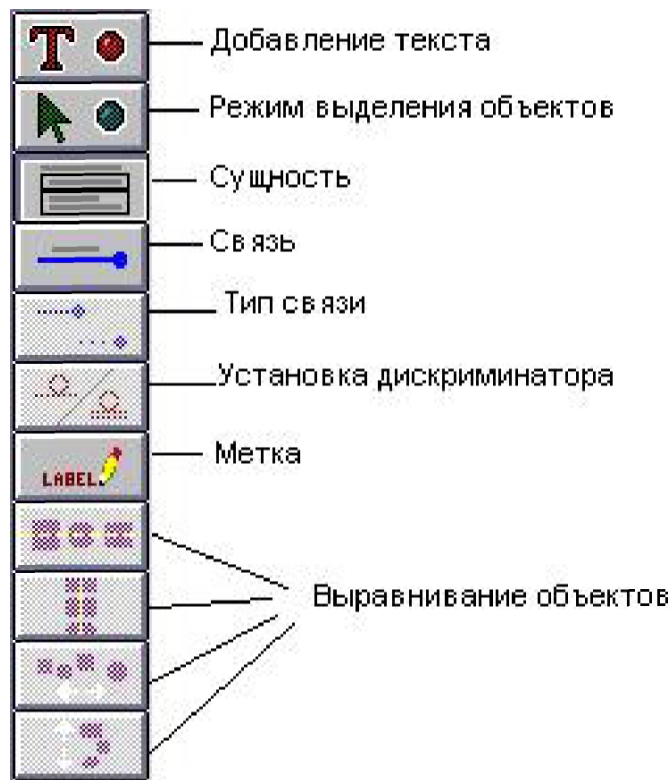 T
Добавление текста
Режим выделения объектов
Сущность
Связь
Тип связи
Установка дискриминатора
LABEL
Метка
Выравнивание объектов